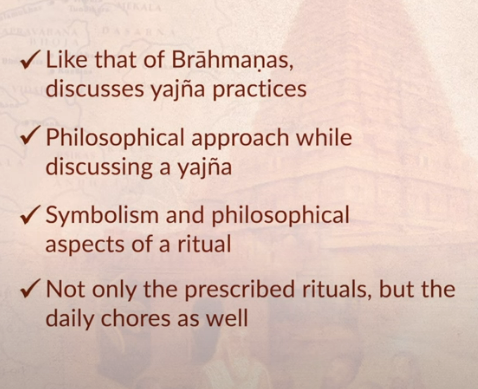 ✓ Like that of Brāhmaṇas,
discusses yajña practices
✓ Philosophical approach while
discussing a yajña
✓ Symbolism and philosophical
aspects of a ritual
✓ Not only the prescribed rituals, but the
daily chores as well